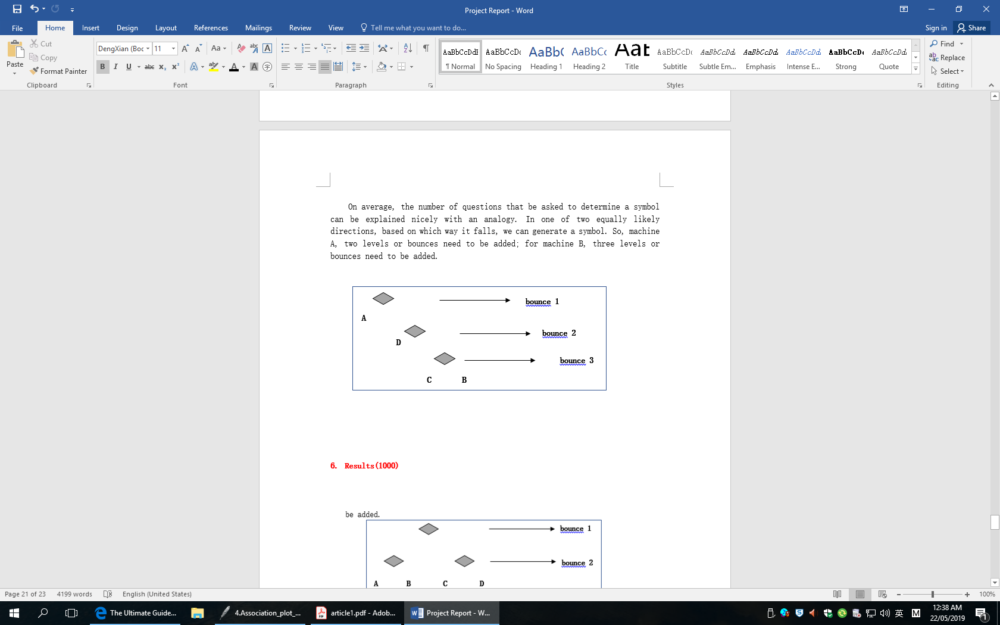 Project Report - Word
File Home Insert Design Layout References Mailings Review View Tell me what you want to do... Sign in Share
Paste Cut Copy Format Painter
DengXian (Boc 11
AaBbCcDdE AaBbCcDc AaBbC AaBbCc AaB AaBbCcDc AaBbCcDd AaBbCcDd AaBbCcDd AaBbCcDc AaBbCcDd
¶ Normal No Spacing Heading 1 Heading 2 Title Subtitle Subtle Em... Emphasis Intense E... Strong Quote
Find
Replace
Select
Clipboard Font Paragraph Styles Editing
On average, the number of questions that be asked to determine a symbol
can be explained nicely with an analogy. In one of two equally likely
directions, based on which way it falls, we can generate a symbol. So, machine
A, two levels or bounces need to be added; for machine B, three levels or
bounces need to be added.
bounce 1
A
bounce 2
D
bounce 3
C B
6. Results(1000)
be added.
bounce 1
bounce 2
A B C D
Page 21 of 23 4199 words English (United States) 100%
The Ultimate Guide... 4.Association_plot_... article1.pdf - Adob... Project Report - W... 英 M 12:38 AM
22/05/2019
1